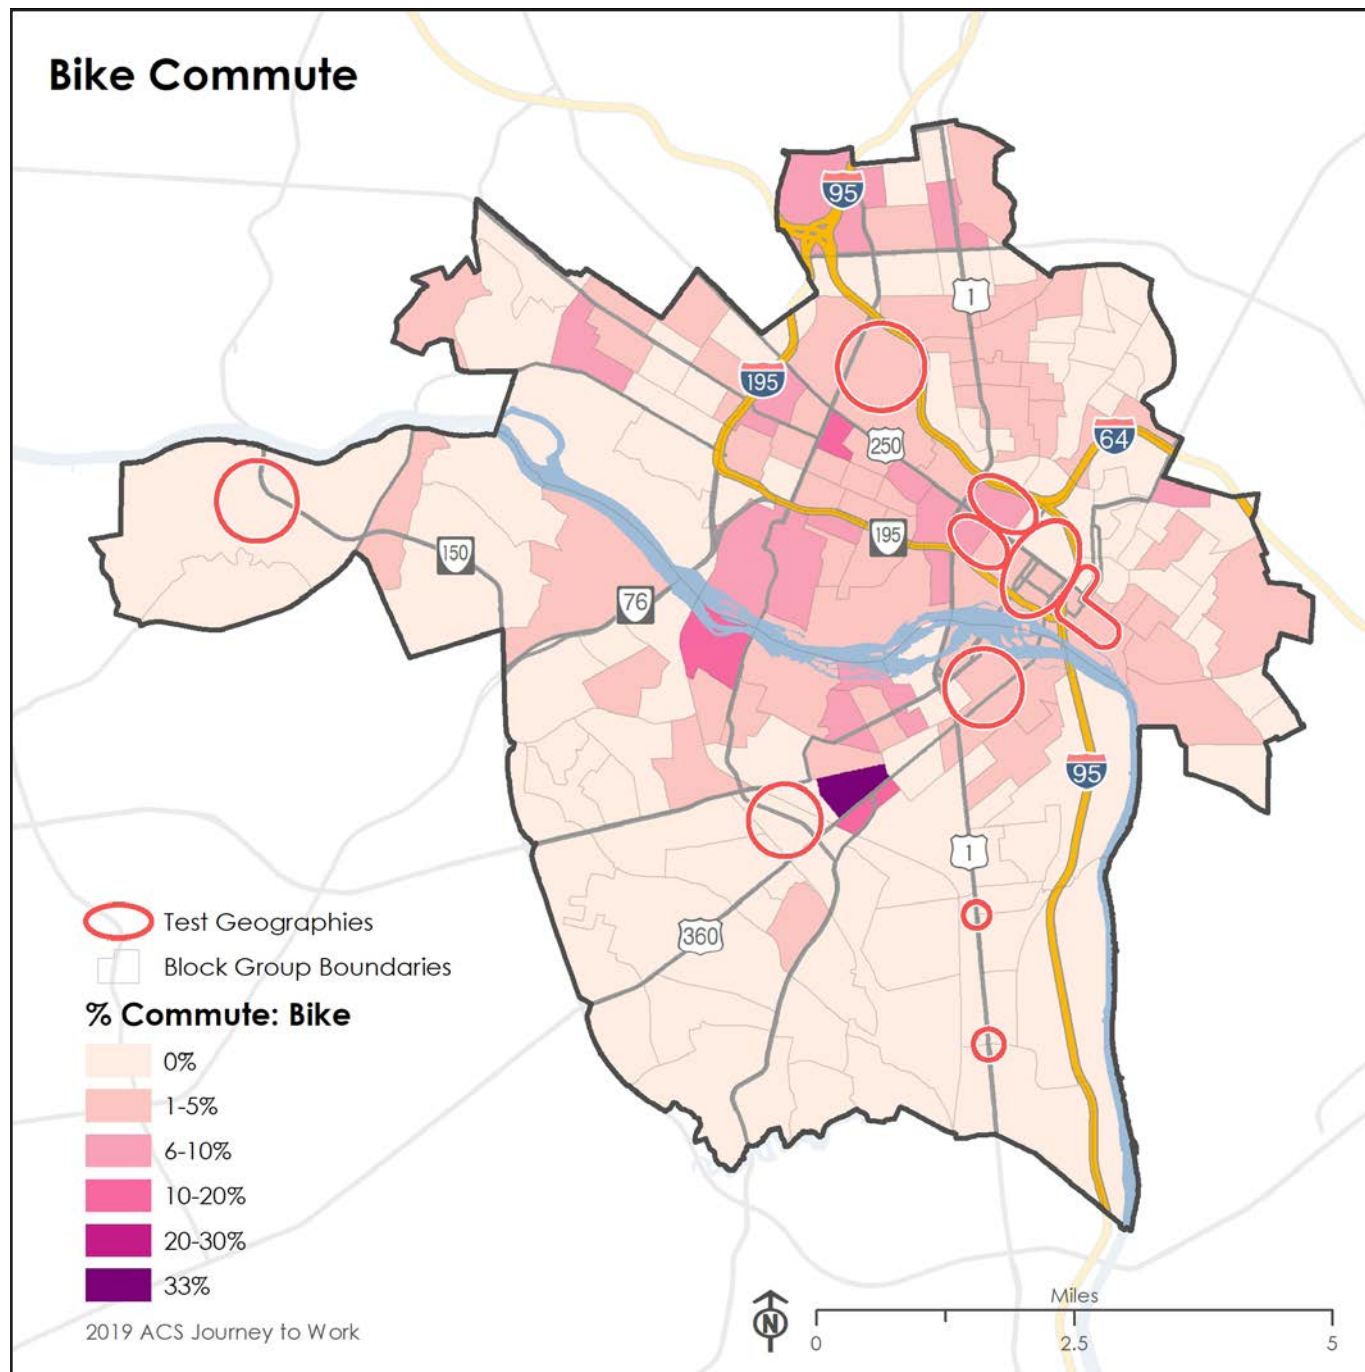 Bike Commute
95
1
195
250
64
195
150
76
95
1
360
Test Geographies
Block Group Boundaries
% Commute: Bike
0%
1-5%
6-10%
10-20%
20-30%
33%
2019 ACS Journey to Work
N
Miles
0 2.5 5